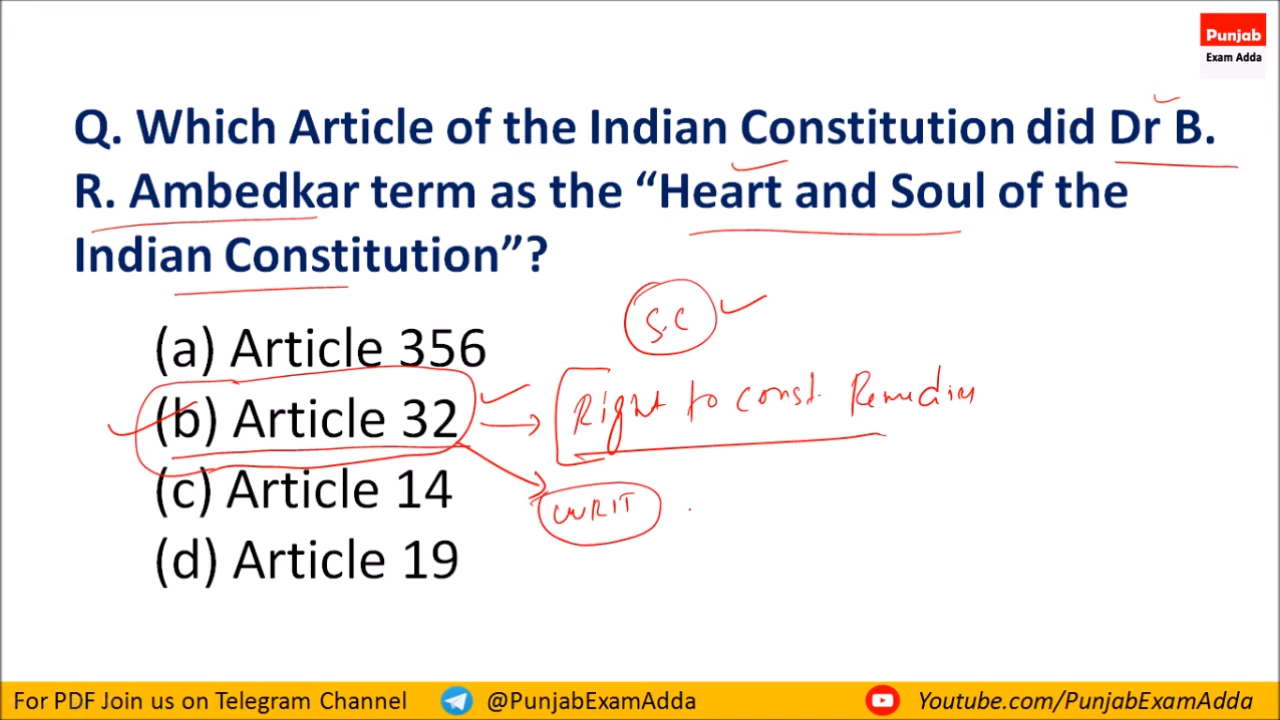 Punjab
Exam Adda
Q. Which Article of the Indian Constitution did Dr B.
R. Ambedkar term as the “Heart and Soul of the
Indian Constitution”?
S.C
(a) Article 356
(b) Article 32
Right to const. Remedies
(c) Article 14
WRIT
(d) Article 19
For PDF Join us on Telegram Channel @PunjabExamAdda Youtube.com/PunjabExamAdda